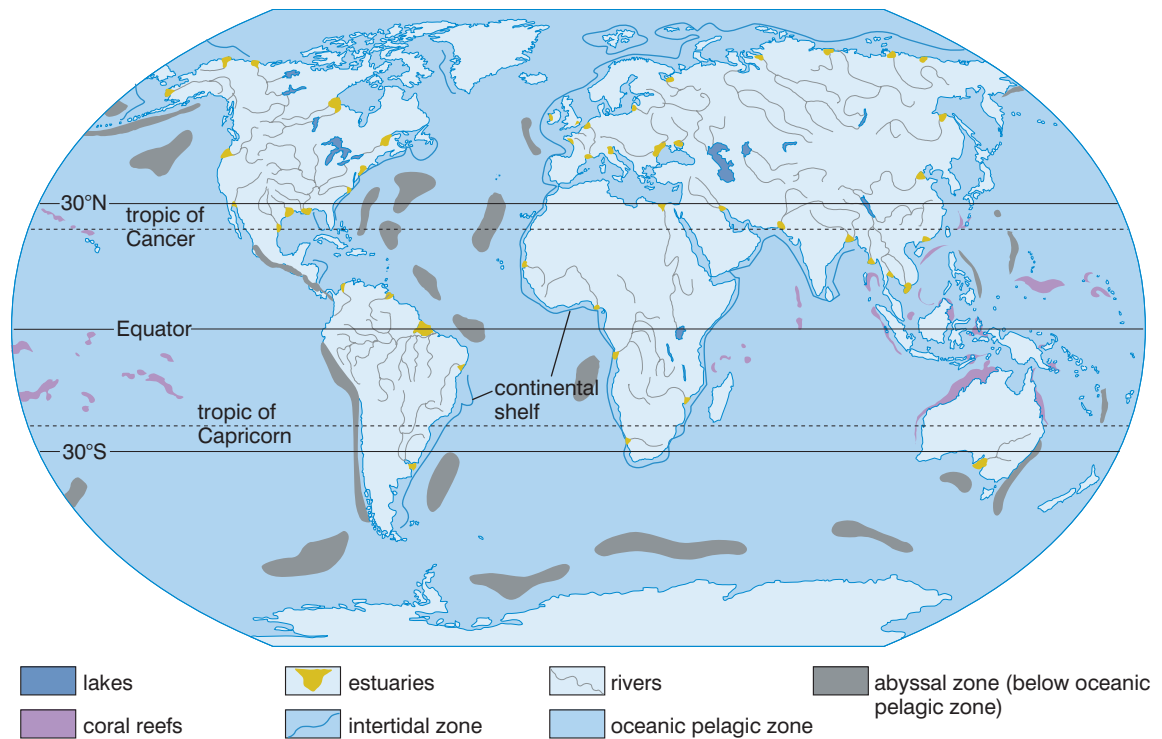 30°N
tropic of
Cancer
Equator
continental
shelf
tropic of
Capricorn
30°S
lakes
estuaries
rivers
abyssal zone (below oceanic
pelagic zone)
coral reefs
intertidal zone
oceanic pelagic zone